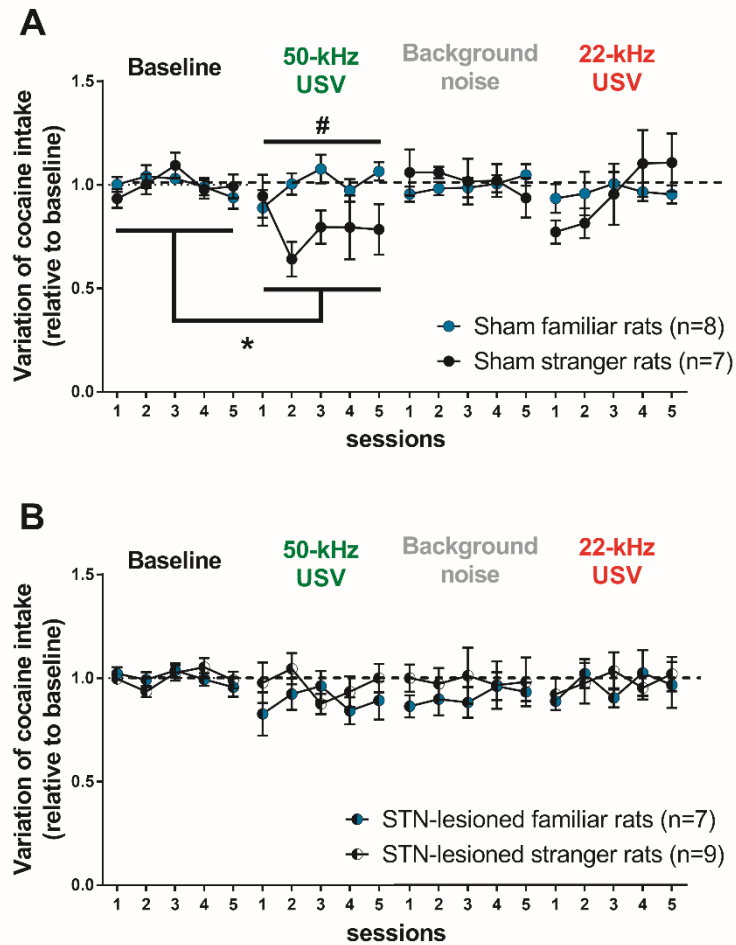 A
Baseline
50-kHz
USV
Background
noise
22-kHz
USV
Variation of cocaine intake
(relative to baseline)
1.5
1.0
0.5
0.0
#
*
Sham familiar rats (n=8)
Sham stranger rats (n=7)
1 2 3 4 5 1 2 3 4 5 1 2 3 4 5 1 2 3 4 5
sessions
B
Baseline
50-kHz
USV
Background
noise
22-kHz
USV
Variation of cocaine intake
(relative to baseline)
1.5
1.0
0.5
0.0
STN-lesioned familiar rats (n=7)
STN-lesioned stranger rats (n=9)
1 2 3 4 5 1 2 3 4 5 1 2 3 4 5 1 2 3 4 5
sessions